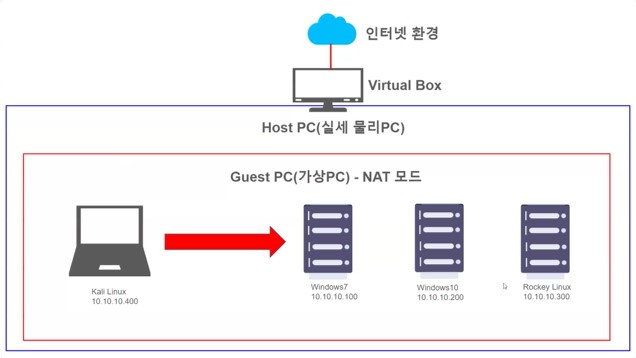 인터넷 환경
Virtual Box
Host PC(실세 물리PC)
Guest PC(가상PC) - NAT 모드
Kali Linux
10.10.10.400
Windows7
10.10.10.100
Windows10
10.10.10.200
Rockey Linux
10.10.10.300